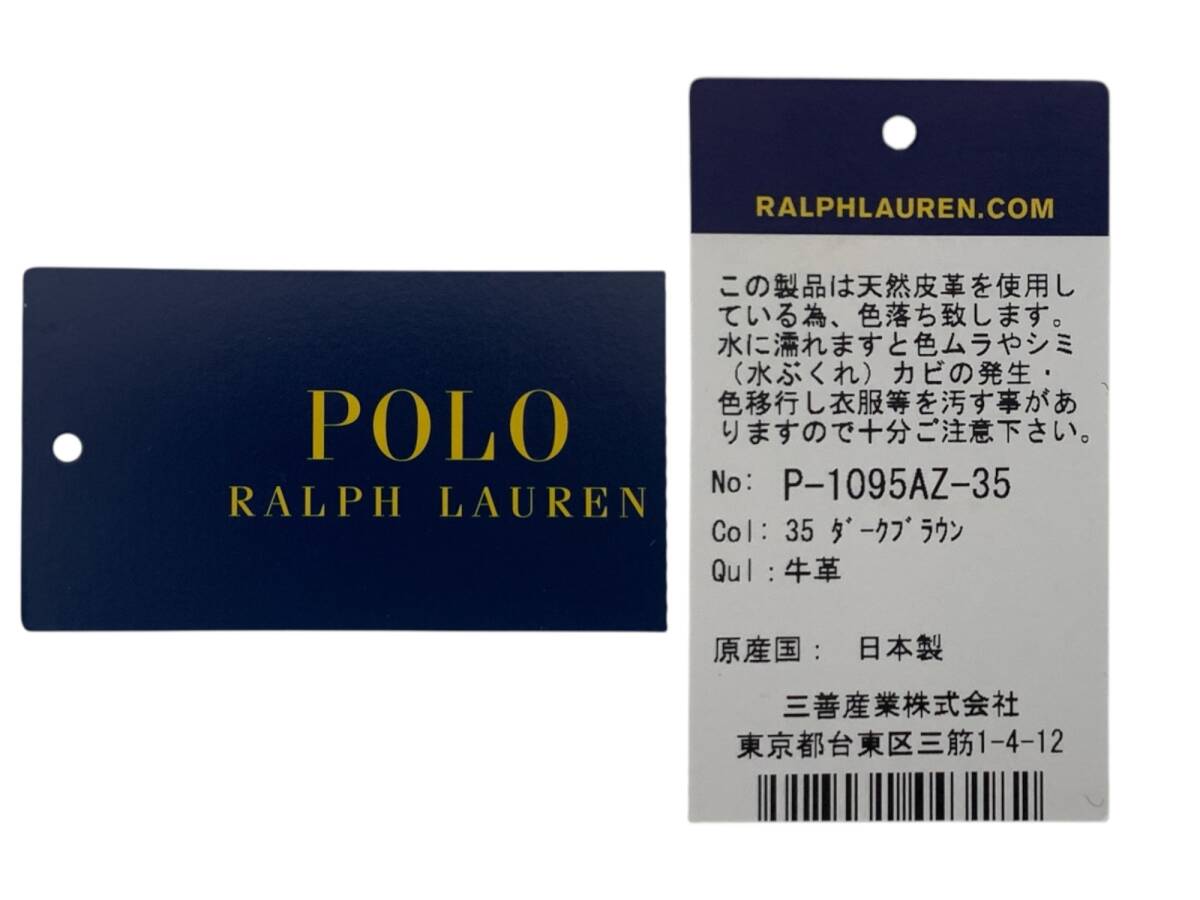 POLO
RALPH LAUREN
RALPHLAUREN.COM
この製品は天然皮革を使用し
ている為、色落ち致します。
水に濡れますと色ムラやシミ
（水ぶくれ）カビの発生・
色移行し衣服等を汚す事があ
りますので十分ご注意下さい。
No: P-1095AZ-35
Col: 35 ﾀﾞｰｸﾌﾞﾗｳﾝ
Qul：牛革
原産国： 日本製
三善産業株式会社
東京都台東区三筋1-4-12